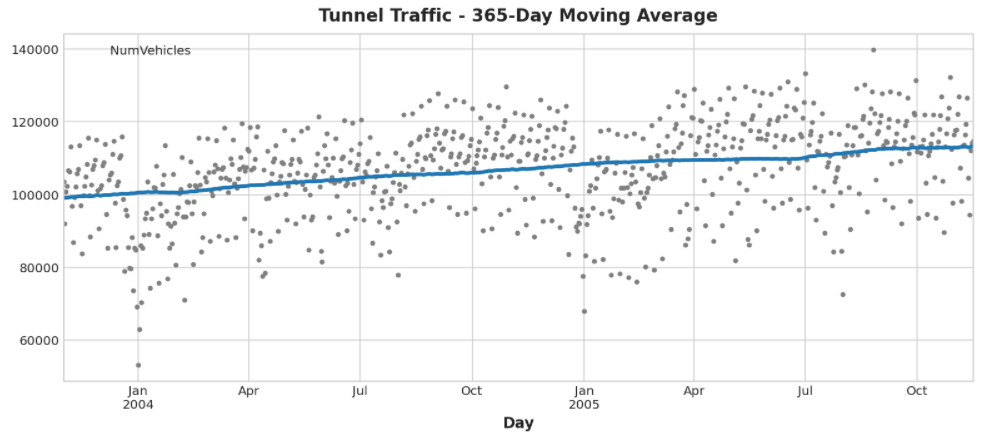 Tunnel Traffic - 365-Day Moving Average
NumVehicles
140000
120000
100000
80000
60000
Jan Apr Jul Oct Jan Apr Jul Oct
2004 2005
Day